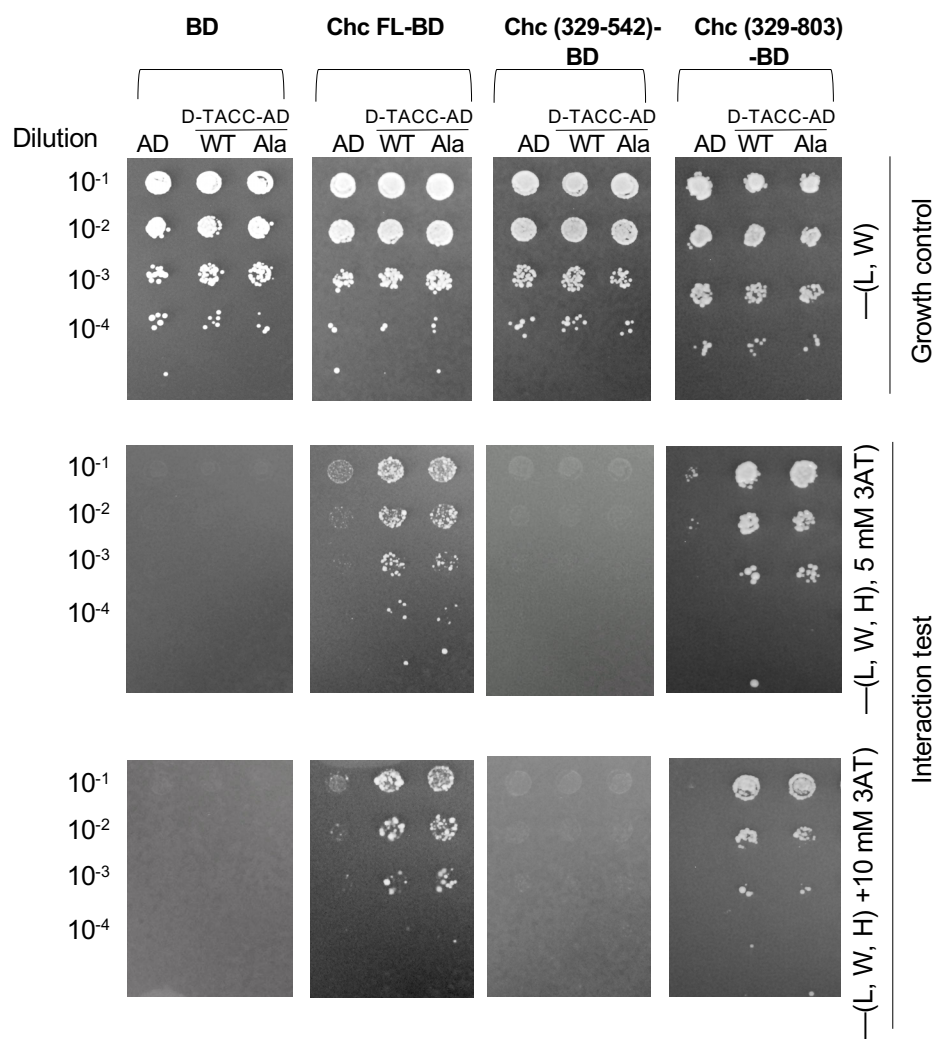 BD
Chc FL-BD
Chc (329-542)-
BD
Chc (329-803)
-BD
Dilution
AD
D-TACC-AD
WT
Ala
AD
D-TACC-AD
WT
Ala
AD
D-TACC-AD
WT
Ala
AD
D-TACC-AD
WT
Ala
10-1
10-2
10-3
10-4
—(L, W)
Growth control
10-1
10-2
10-3
10-4
—(L, W, H), 5 mM 3AT)
10-1
10-2
10-3
10-4
—(L, W, H) +10 mM 3AT)
Interaction test